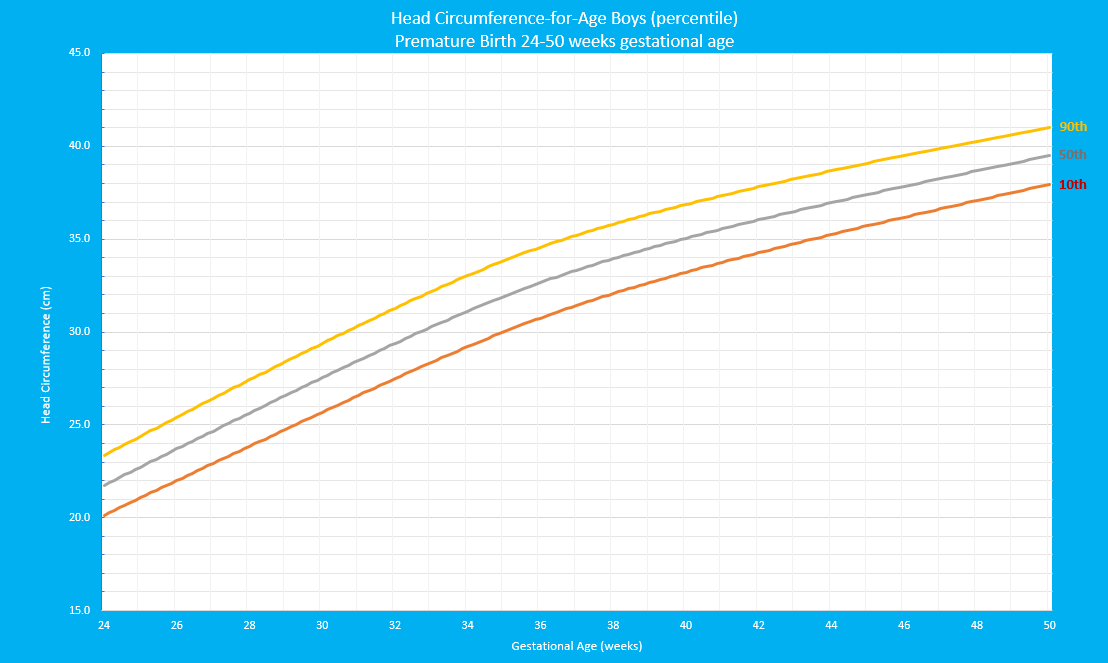 Head Circumference-for-Age Boys (percentile)
Premature Birth 24-50 weeks gestational age
45.0
40.0
35.0
30.0
25.0
20.0
15.0
Head Circumference (cm)
90th
50th
10th
24 26 28 30 32 34 36 38 40 42 44 46 48 50
Gestational Age (weeks)